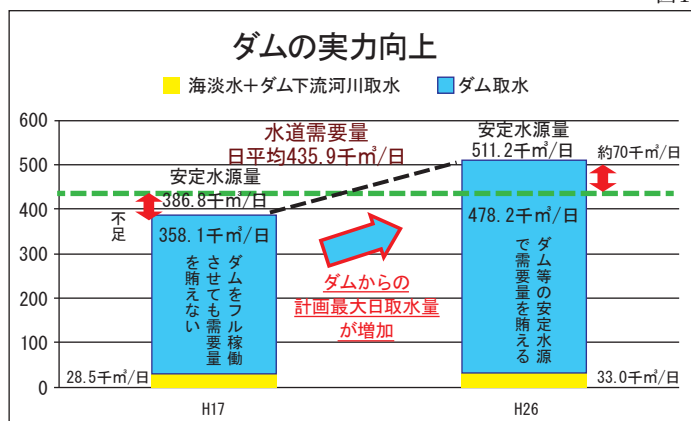 図1
ダムの実力向上
海淡水＋ダム下流河川取水
ダム取水
600
500
400
300
200
100
0
水道需要量
日平均435.9千㎥/日
安定水源量
386.8千㎥/日
不足
358.1千㎥/日
ダムをフル稼働
させても需要量
を賄えない
28.5千㎥/日
H17
ダムからの
計画最大日取水量
が増加
安定水源量
511.2千㎥/日
約70千㎥/日
478.2千㎥/日
ダム等の安定水源
で需要量を賄える
33.0千㎥/日
H26